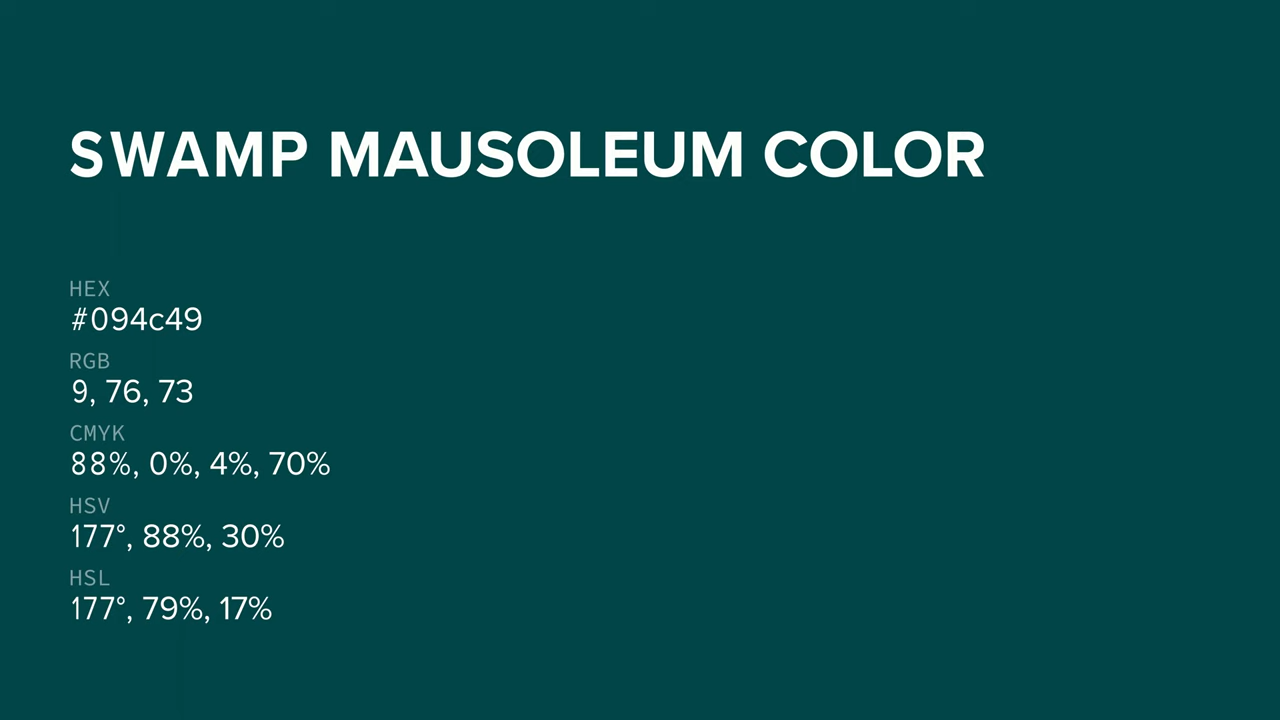 SWAMP MAUSOLEUM COLOR
HEX
#094c49
RGB
9, 76, 73
CMYK
88%, 0%, 4%, 70%
HSV
177°, 88%, 30%
HSL
177°, 79%, 17%